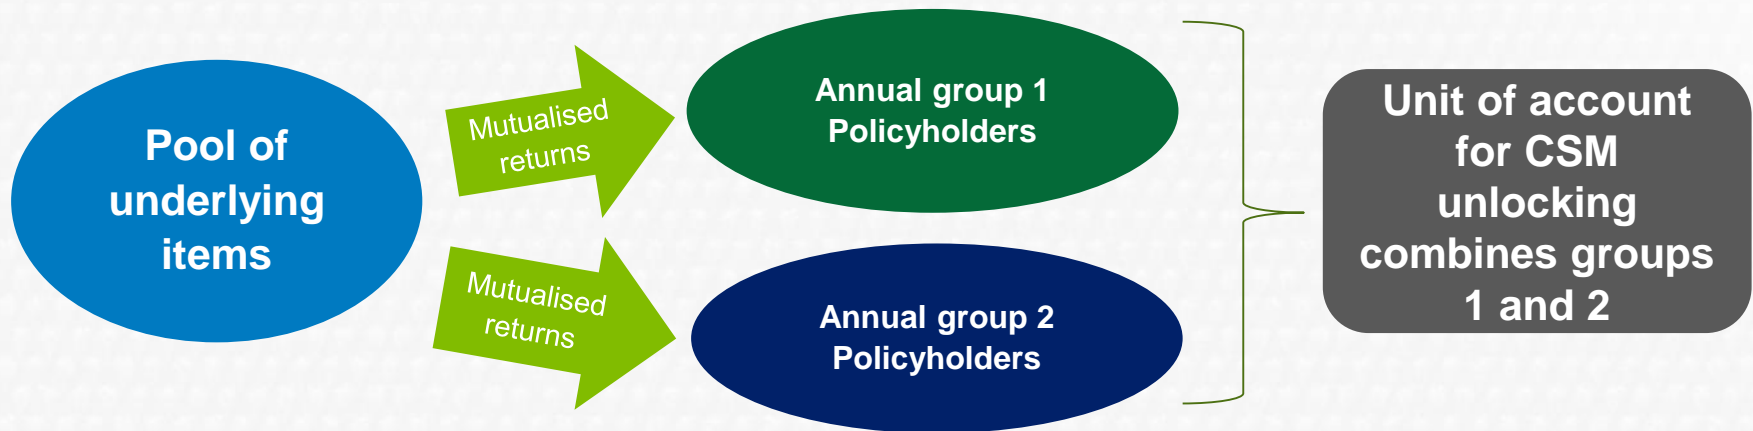 Pool of
underlying
items
Mutualised
returns
Mutualised
returns
Annual group 1
Policyholders
Annual group 2
Policyholders
Unit of account
for CSM
unlocking
combines groups
1 and 2